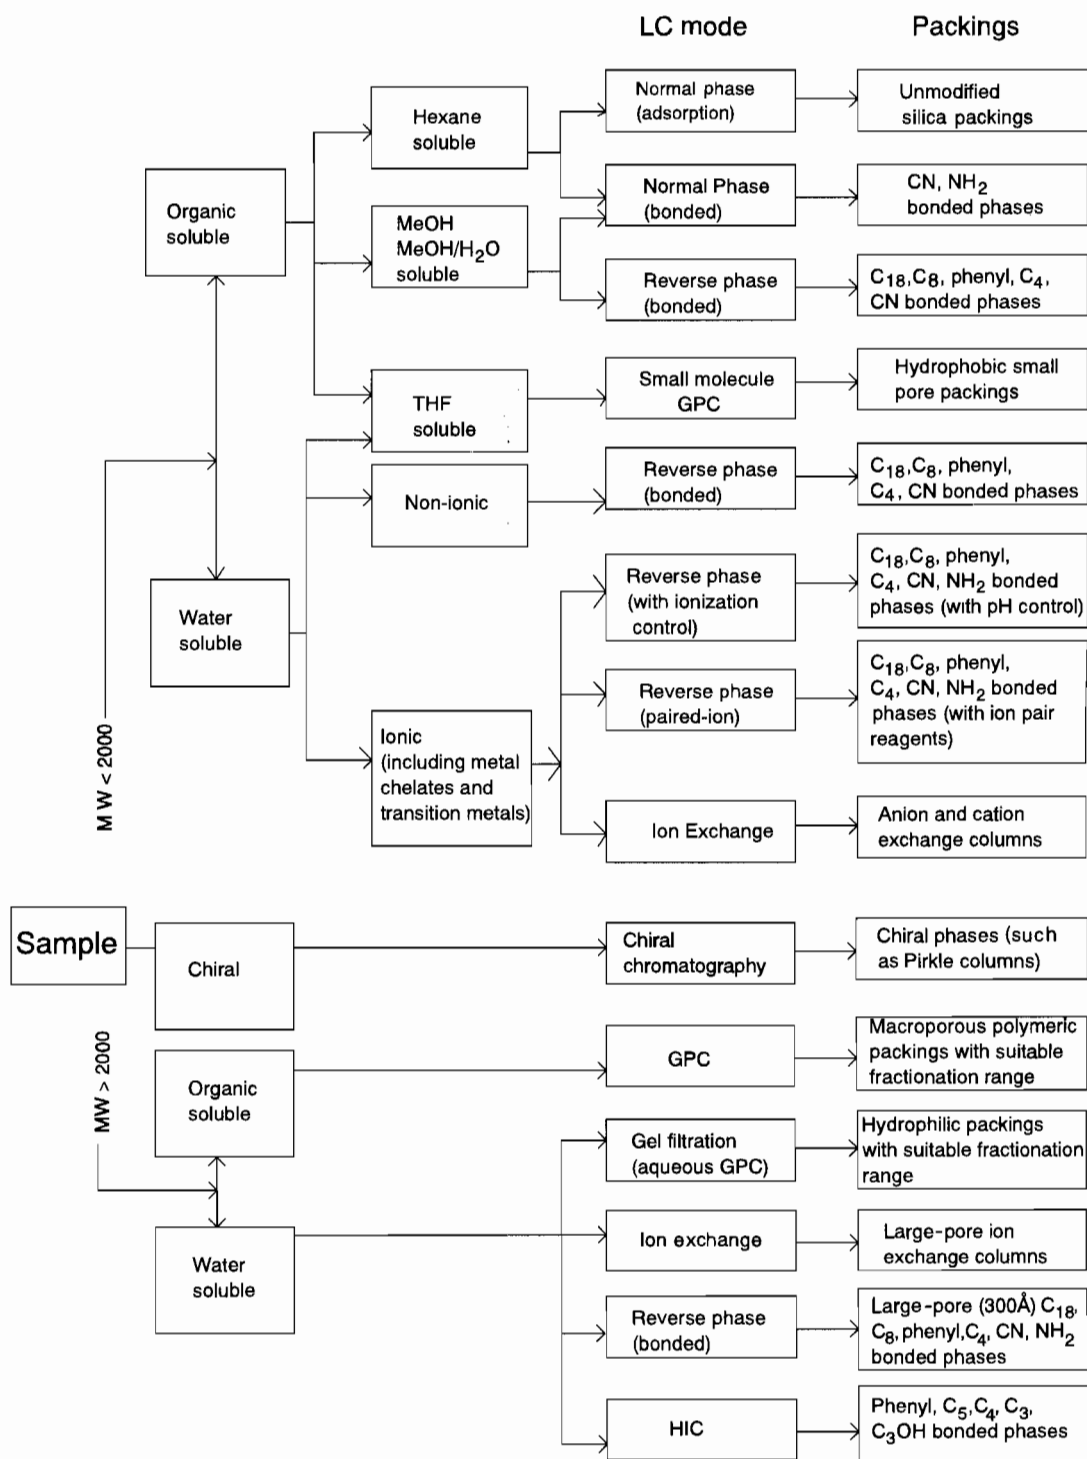 LC mode
Packings
Normal phase
(adsorption)
Unmodified
silica packings
Hexane
soluble
Organic
soluble
Normal Phase
(bonded)
CN, NH2
bonded phases
MeOH
MeOH/H2O
soluble
Reverse phase
(bonded)
C18,C8, phenyl, C4,
CN bonded phases
THF
soluble
Small molecule
GPC
Hydrophobic small
pore packings
Non-ionic
Reverse phase
(bonded)
C18,C8, phenyl,
C4, CN bonded phases
Water
soluble
Reverse phase
(with ionization
control)
C18,C8, phenyl,
C4, CN, NH2 bonded
phases (with pH control)
Reverse phase
(paired-ion)
C18,C8, phenyl,
C4, CN, NH2 bonded
phases (with ion pair
reagents)
MW < 2000
Ionic
(including metal
chelates and
transition metals)
Ion Exchange
Anion and cation
exchange columns
Sample
Chiral
Chiral
chromatography
Chiral phases (such
as Pirkle columns)
MW > 2000
Organic
soluble
GPC
Macroporous polymeric
packings with suitable
fractionation range
Gel filtration
(aqueous GPC)
Hydrophilic packings
with suitable fractionation
range
Water
soluble
Ion exchange
Large-pore ion
exchange columns
Reverse phase
(bonded)
Large-pore (300Å) C18,
C8,phenyl,C4, CN, NH2
bonded phases
HIC
Phenyl, C5,C4, C3,
C3OH bonded phases